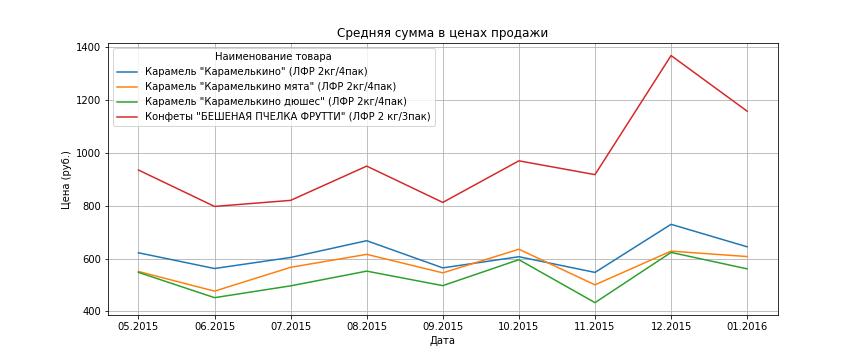 Средняя сумма в ценах продажи
1400
1200
1000
800
600
400
Цена (руб.)
Наименование товара
Карамель "Карамелькино" (ЛФР 2кг/4пак)
Карамель "Карамелькино мята" (ЛФР 2кг/4пак)
Карамель "Карамелькино дюшес" (ЛФР 2кг/4пак)
Конфеты "БЕШЕНАЯ ПЧЕЛКА ФРУТТИ" (ЛФР 2 кг/3пак)
05.2015 06.2015 07.2015 08.2015 09.2015 10.2015 11.2015 12.2015 01.2016
Дата